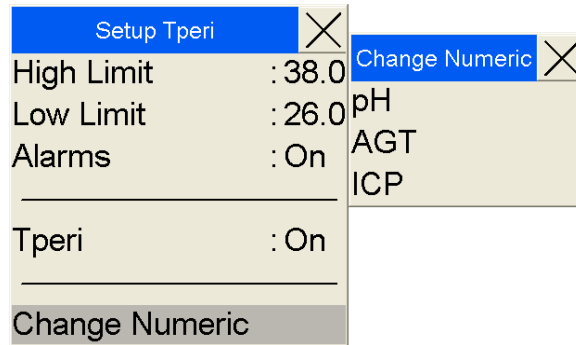 Setup Tperi
High Limit : 38.0
Low Limit : 26.0
Alarms : On
Tperi : On
Change Numeric
Change Numeric
pH
AGT
ICP